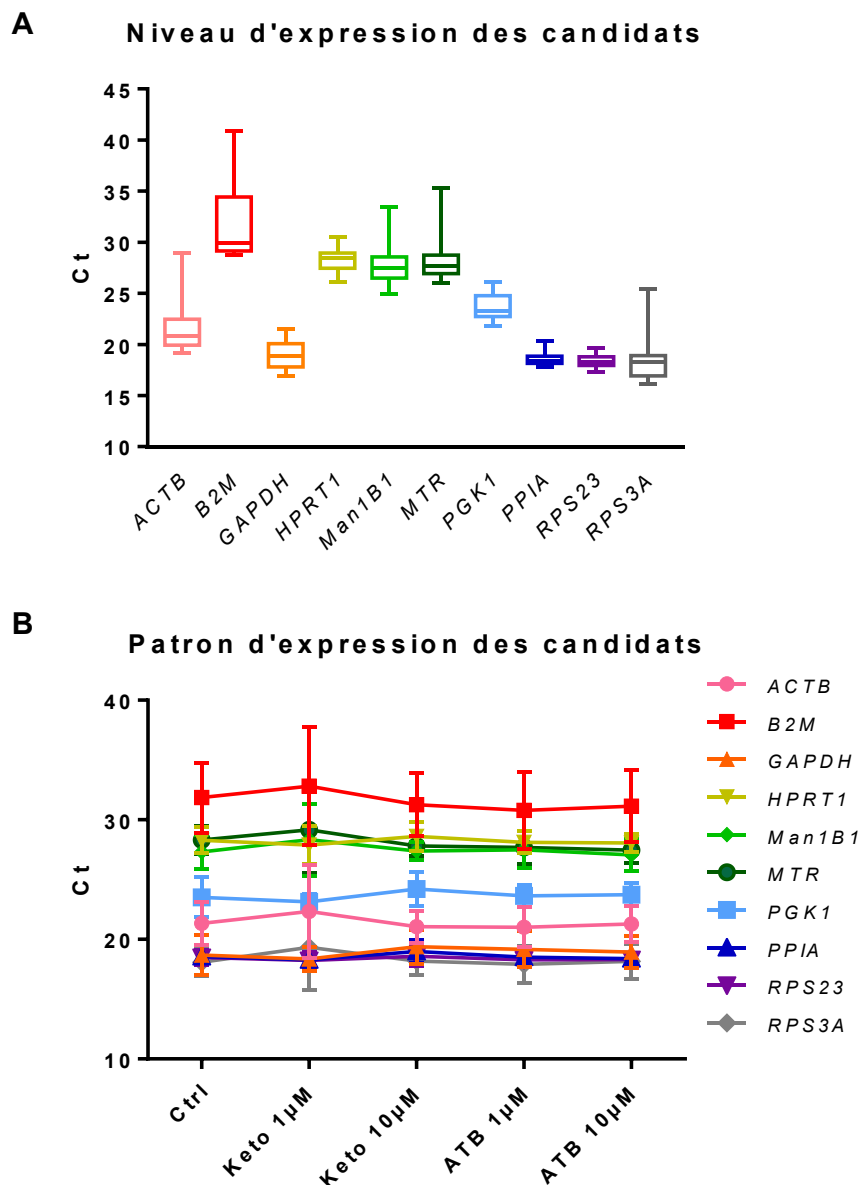 A
Niveau d'expression des candidats
45
40
35
30
25
20
15
10
Ct
ACTB
B2M
GAPDH
HPRT1
Man1B1
MTR
PGK1
PPIA
RPS23
RPS3A
B
Patron d'expression des candidats
40
30
20
10
Ct
Ctrl
Keto 1µM
Keto 10µM
ATB 1µM
ATB 10µM
ACTB
B2M
GAPDH
HPRT1
Man1B1
MTR
PGK1
PPIA
RPS23
RPS3A